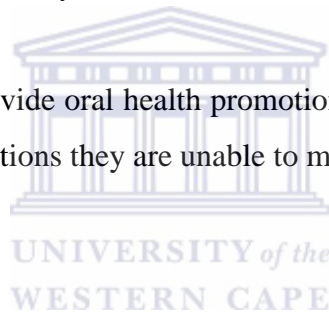 vide oral health promotion
tions they are unable to m
UNIVERSITY of the
WESTERN CAPE